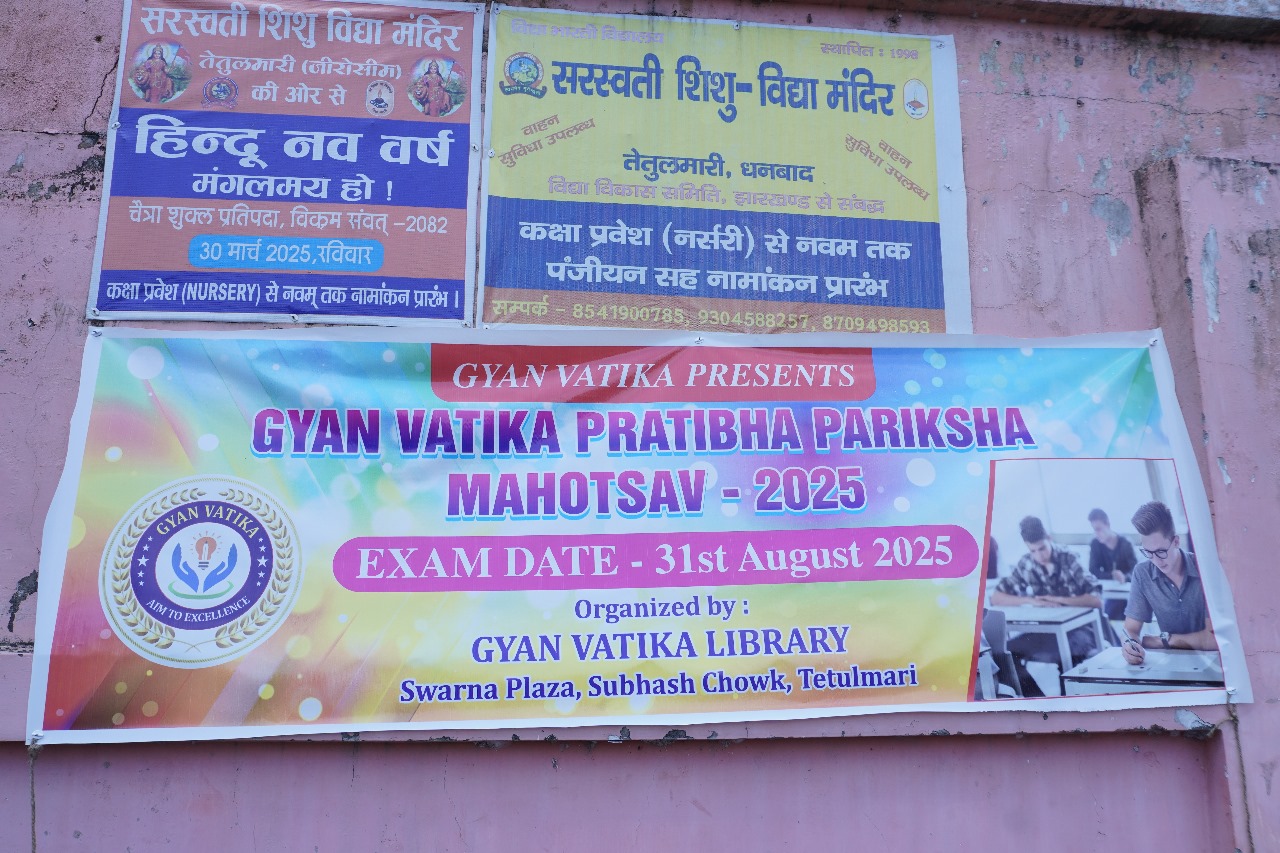 सरस्वती शिशु विद्या मंदिर
तेतुलमारी (जीरोसीम)
की ओर से
हिन्दू नव वर्ष
मंगलमय हो !
चैत्रा शुक्ल प्रतिपदा, विक्रम संवत् –2082
30 मार्च 2025,रविवार
कक्षा प्रवेश (NURSERY) से नवम् तक नामांकन प्रारंभ ।
विद्या भारती विद्यालय
स्थापित : 1998
सरस्वती शिशु- विद्या मंदिर
वाहन
सुविधा उपलब्ध
वाहन
सुविधा उपलब्ध
तेतुलमारी, धनबाद
विद्या विकास समिति, झारखण्ड से संबद्ध
कक्षा प्रवेश (नर्सरी) से नवम तक
पंजीयन सह नामांकन प्रारंभ
सम्पर्क – 8541900785, 9304588257, 8709498593
GYAN VATIKA PRESENTS
GYAN VATIKA PRATIBHA PARIKSHA
MAHOTSAV - 2025
EXAM DATE - 31st August 2025
Organized by :
GYAN VATIKA LIBRARY
Swarna Plaza, Subhash Chowk, Tetulmari
GYAN VATIKA
AIM TO EXCELLENCE